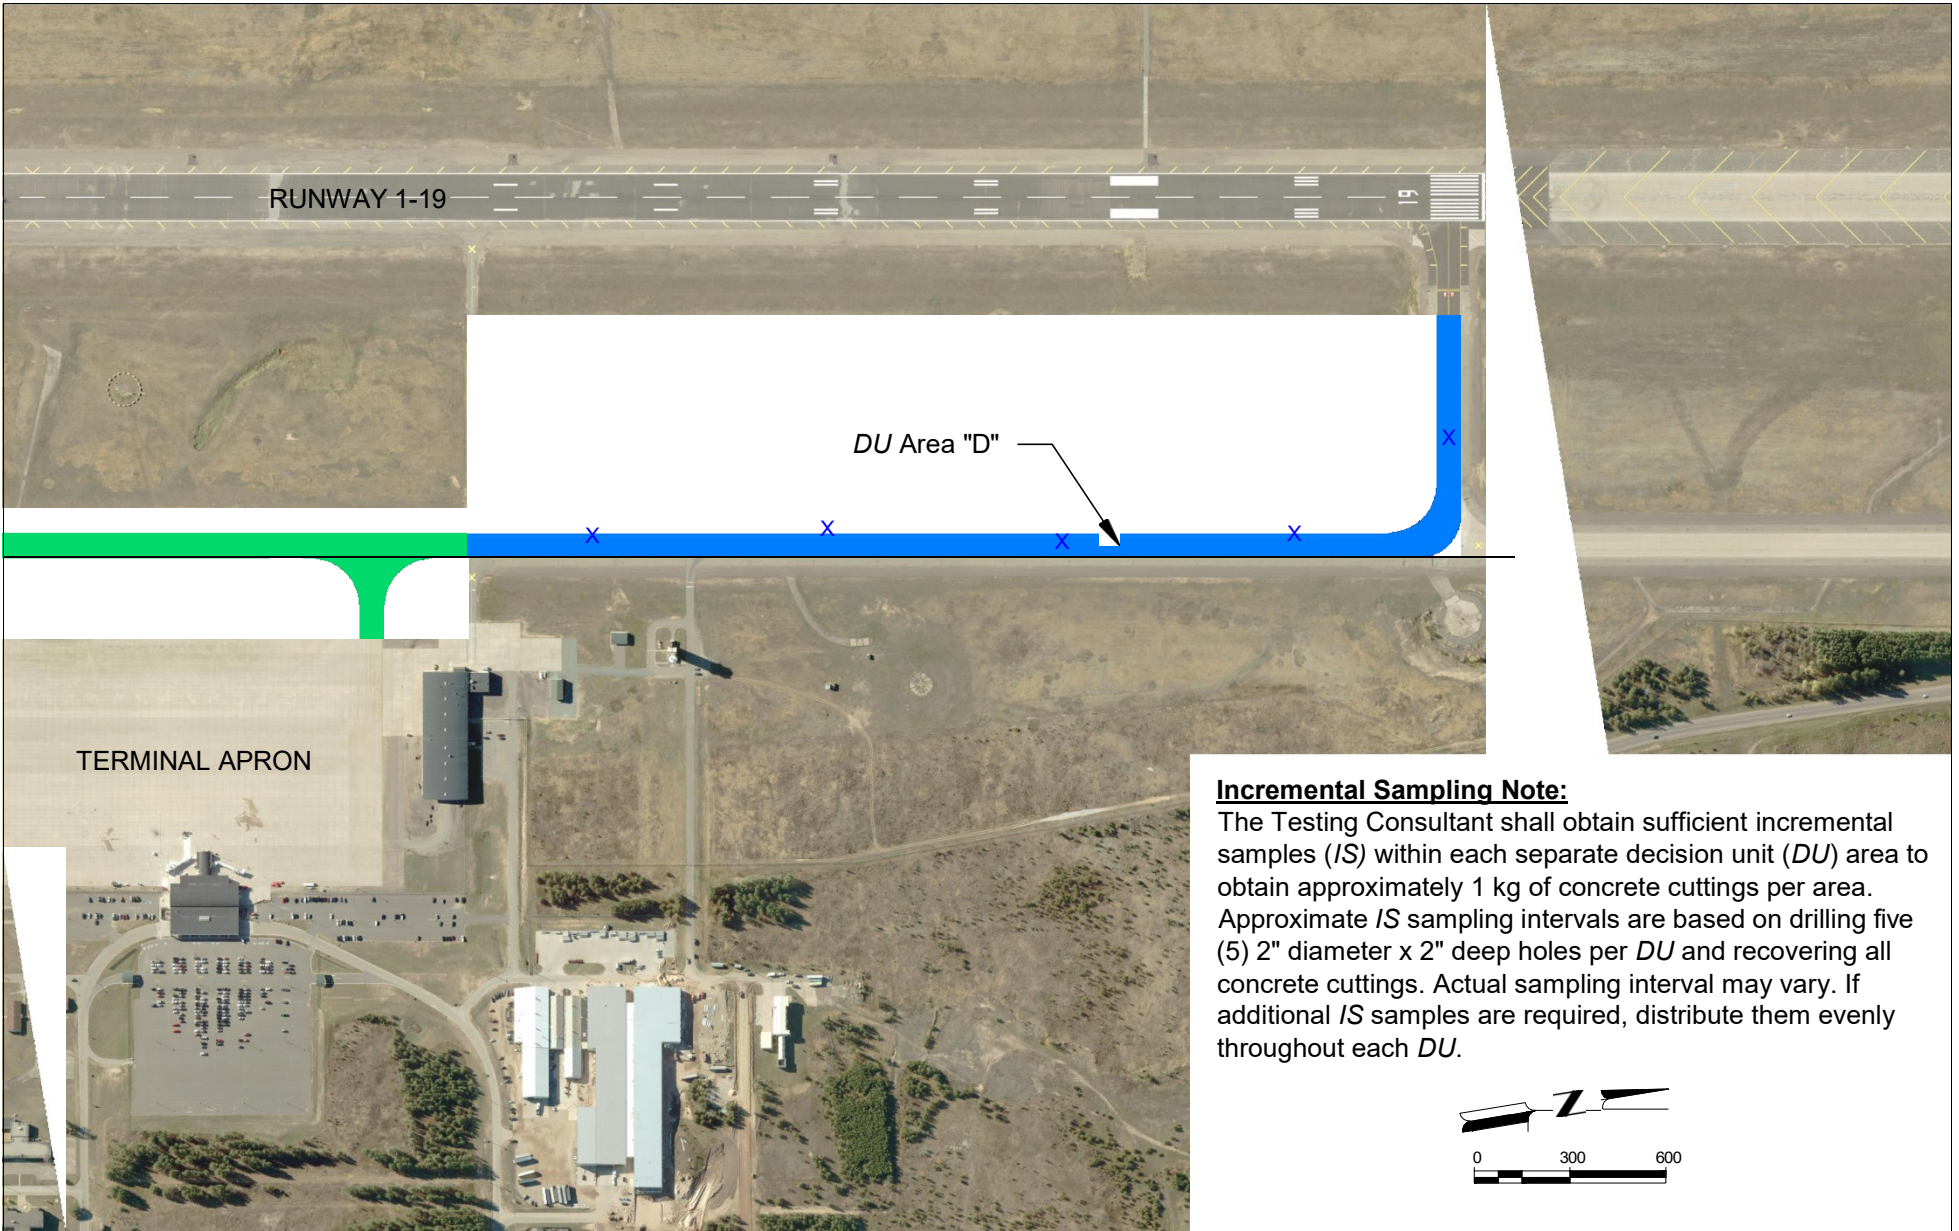 RUNWAY 1-19
19
DU Area "D"
X
X
X
X
X
TERMINAL APRON
Incremental Sampling Note:
The Testing Consultant shall obtain sufficient incremental
samples (IS) within each separate decision unit (DU) area to
obtain approximately 1 kg of concrete cuttings per area.
Approximate IS sampling intervals are based on drilling five
(5) 2" diameter x 2" deep holes per DU and recovering all
concrete cuttings. Actual sampling interval may vary. If
additional IS samples are required, distribute them evenly
throughout each DU.
N
0 300 600